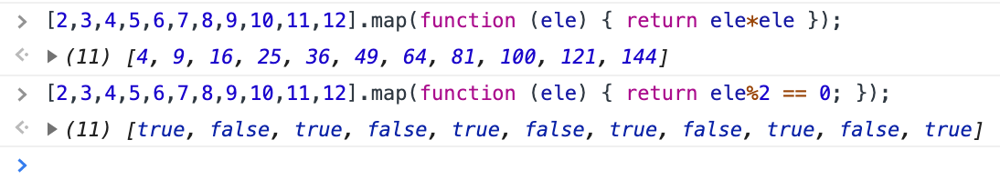 > [2,3,4,5,6,7,8,9,10,11,12].map(function (ele) { return ele*ele });
<· ▶ (11) [4, 9, 16, 25, 36, 49, 64, 81, 100, 121, 144]
> [2,3,4,5,6,7,8,9,10,11,12].map(function (ele) { return ele%2 == 0; });
<· ▶ (11) [true, false, true, false, true, false, true, false, true, false, true]
>